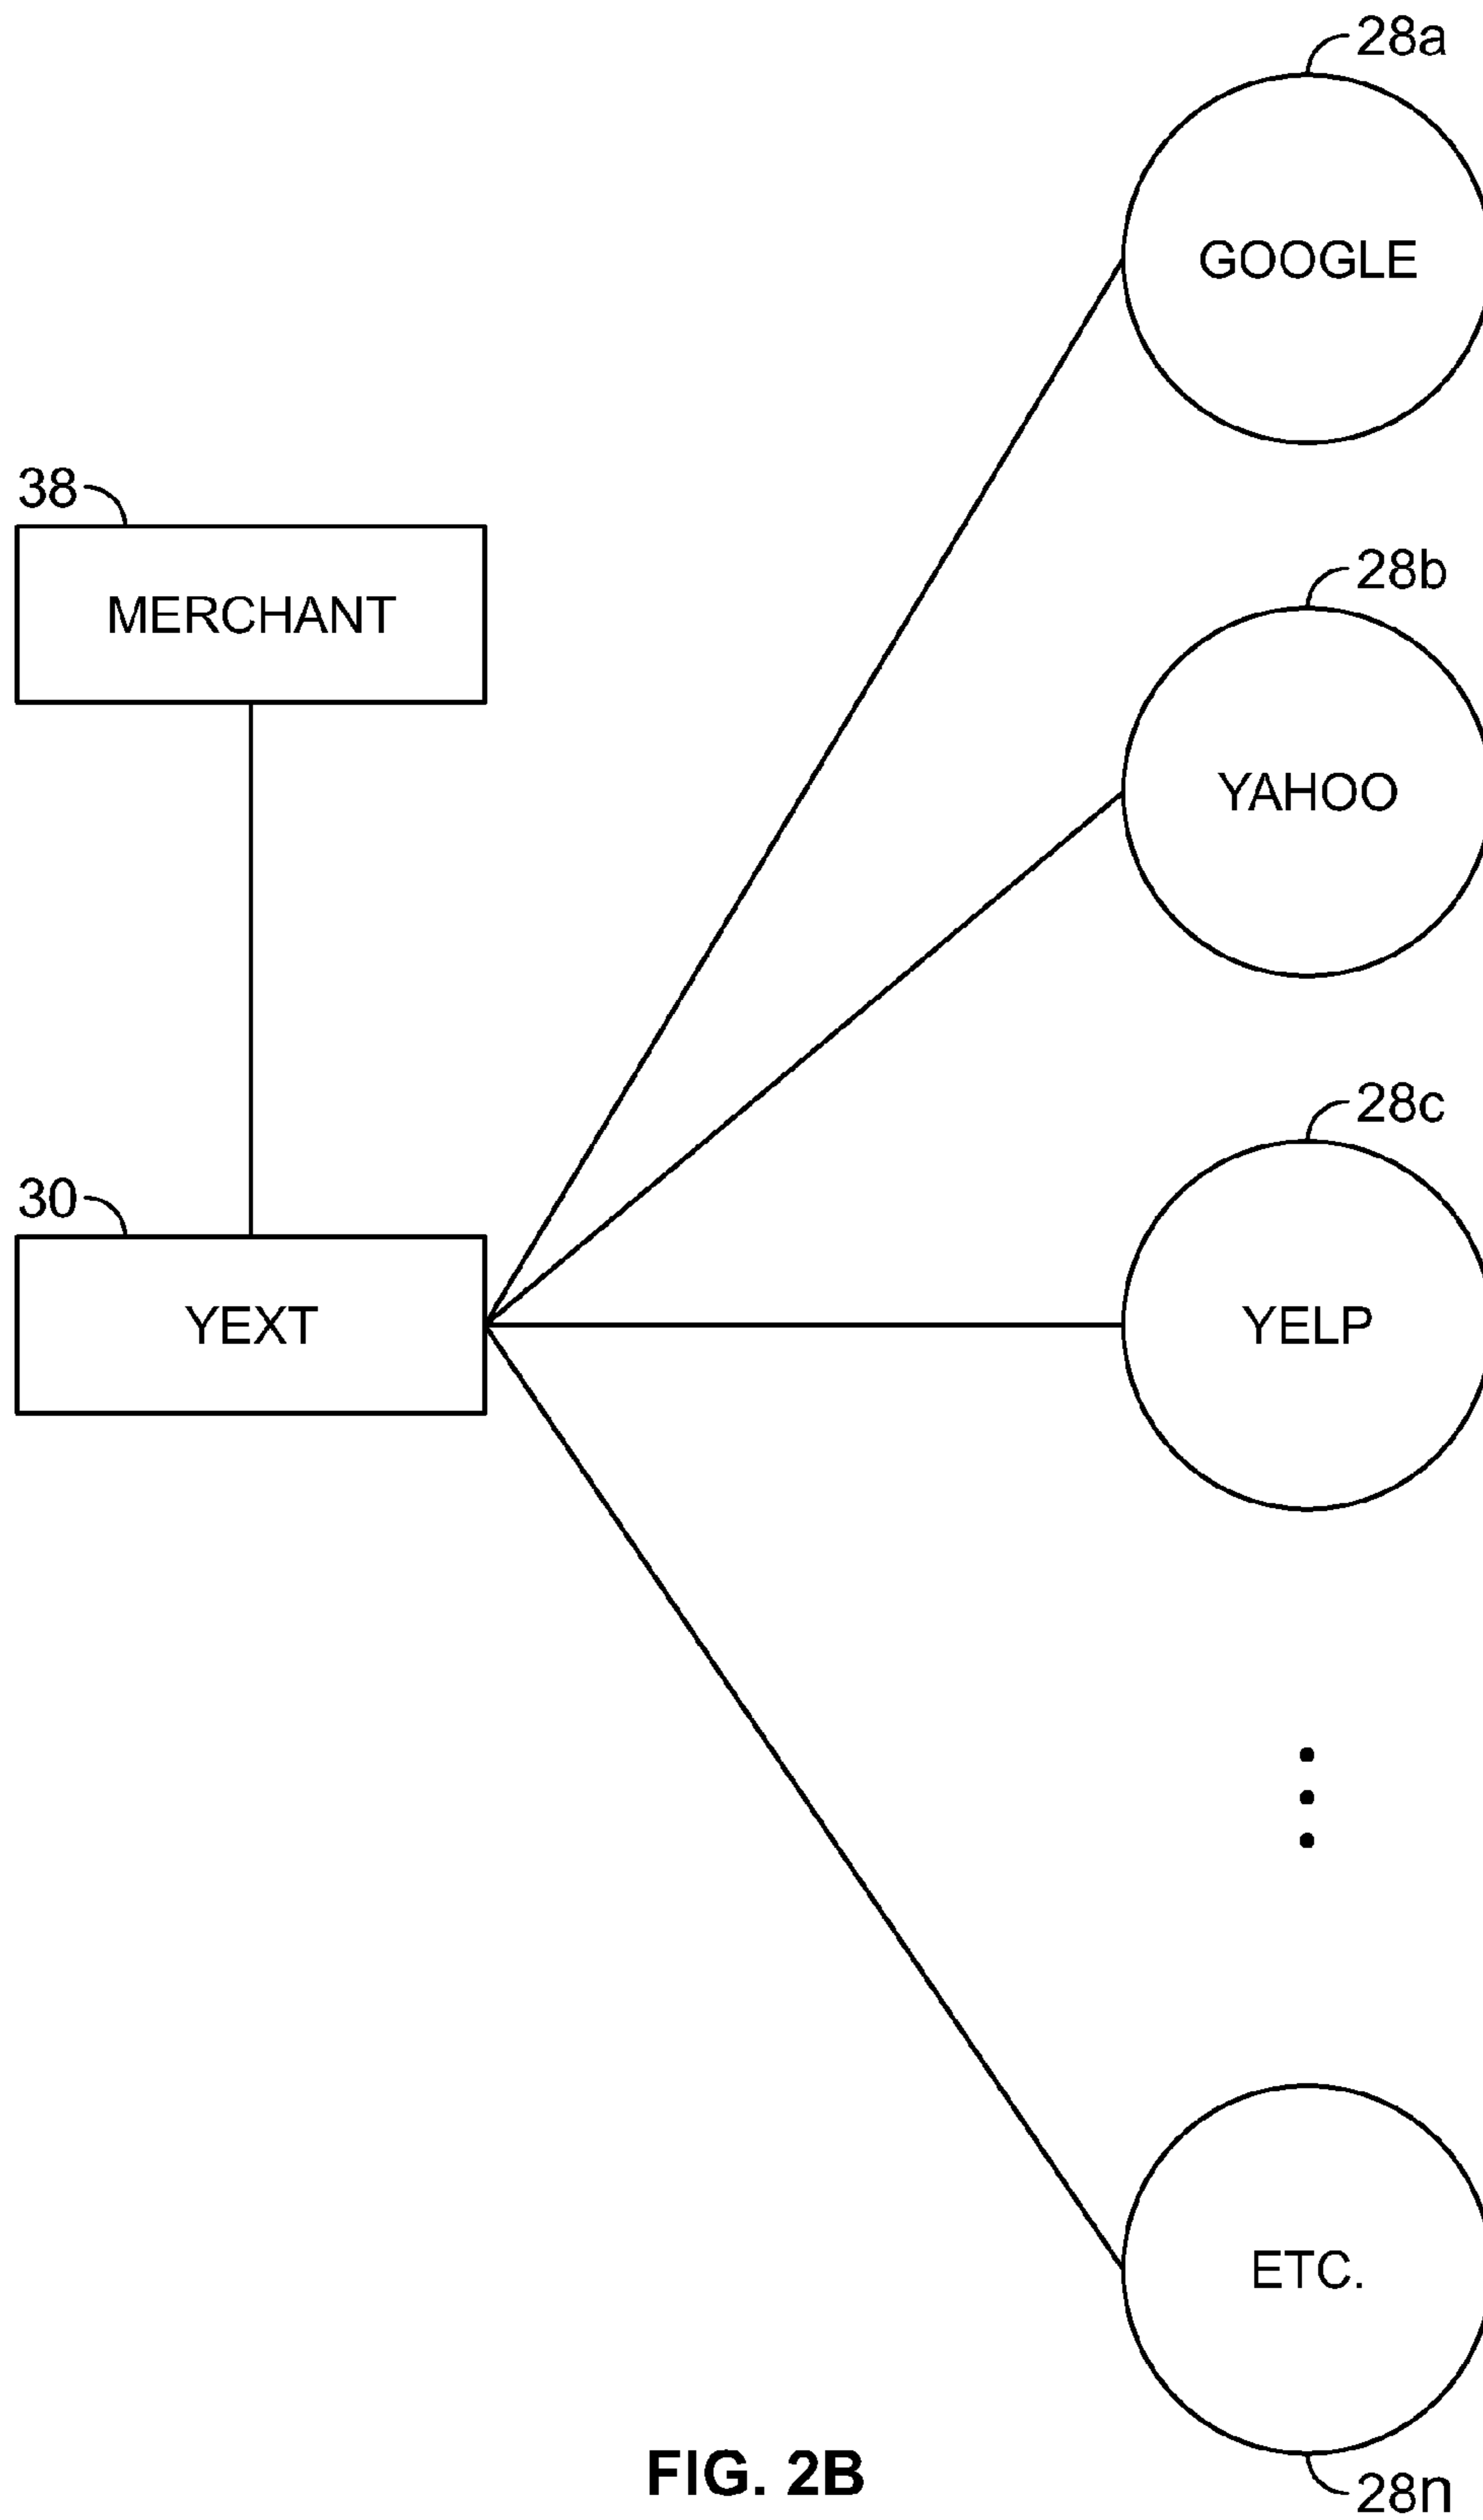 28a
GOOGLE
38
MERCHANT
28b
YAHOO
28c
30
YEXT
YELP
ETC.
FIG. 2B
28n